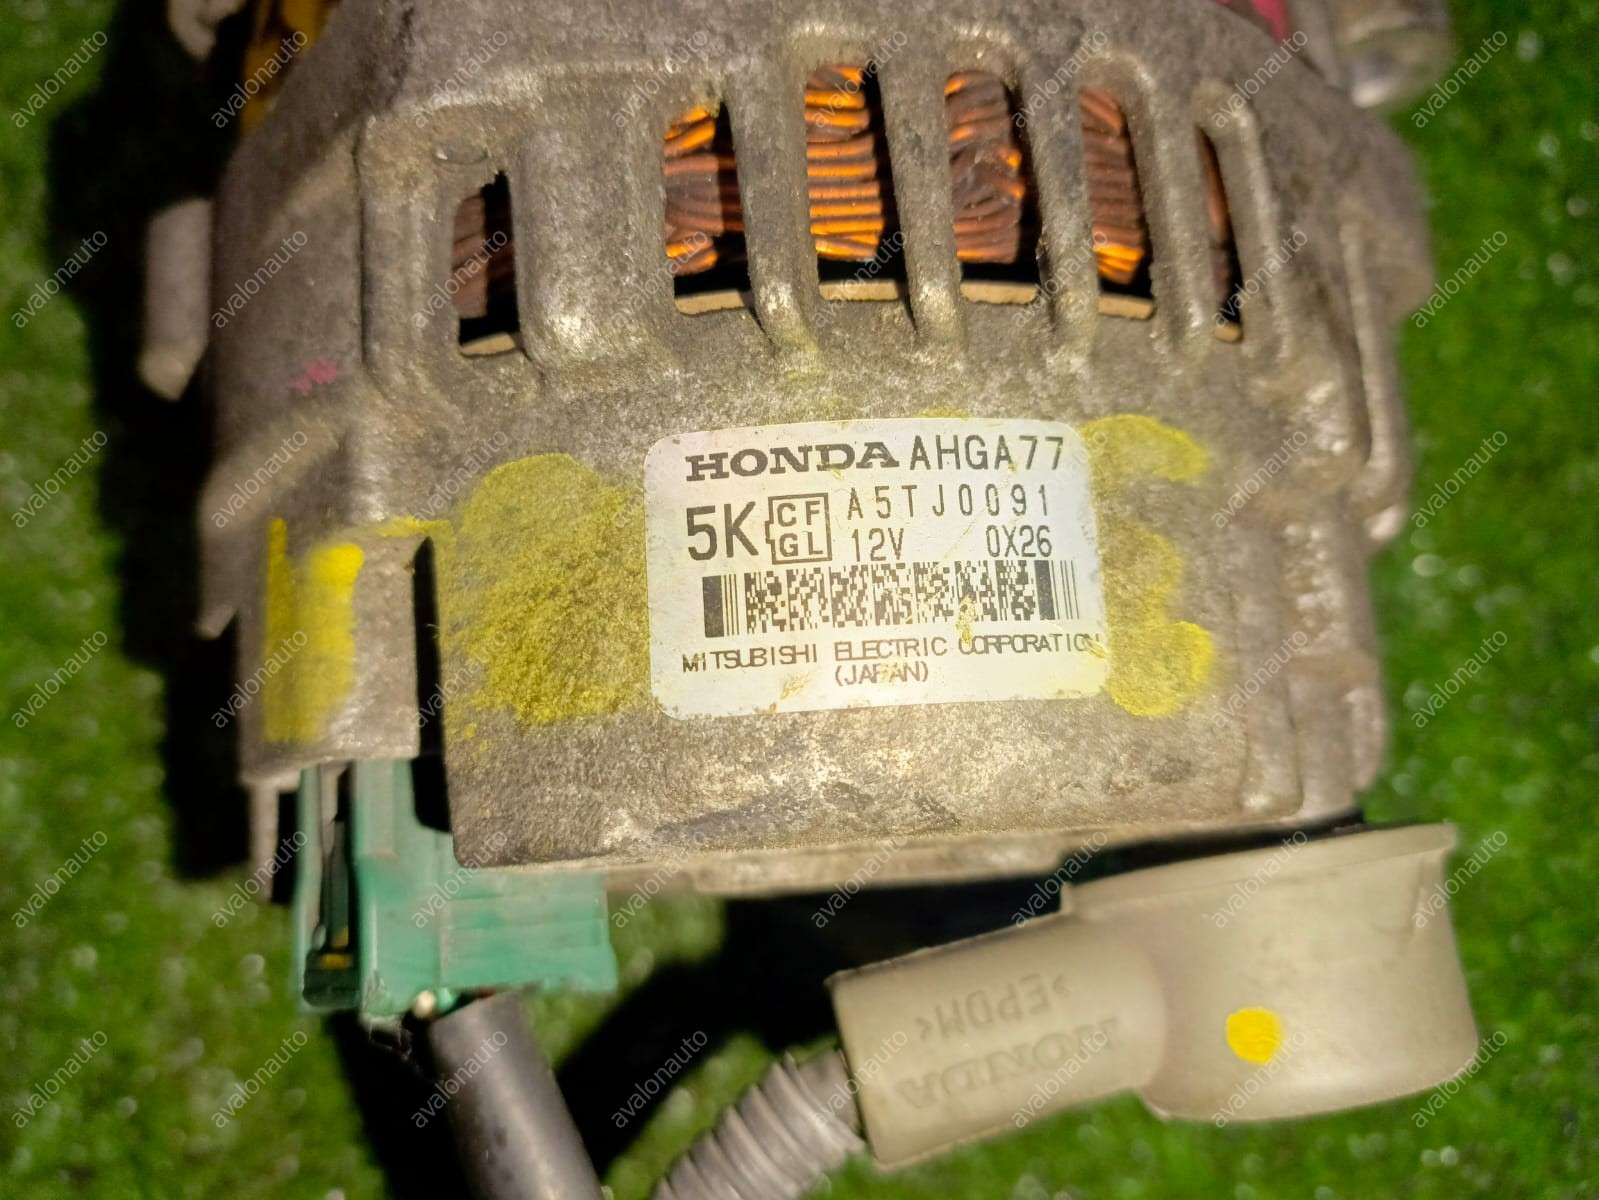 HONDA AHGA77
5K CF GL A5TJ0091
12V 0X26
MITSUBISHI ELECTRIC CORPORATION
(JAPAN)
>EPDM<
HONDA
avalonauto